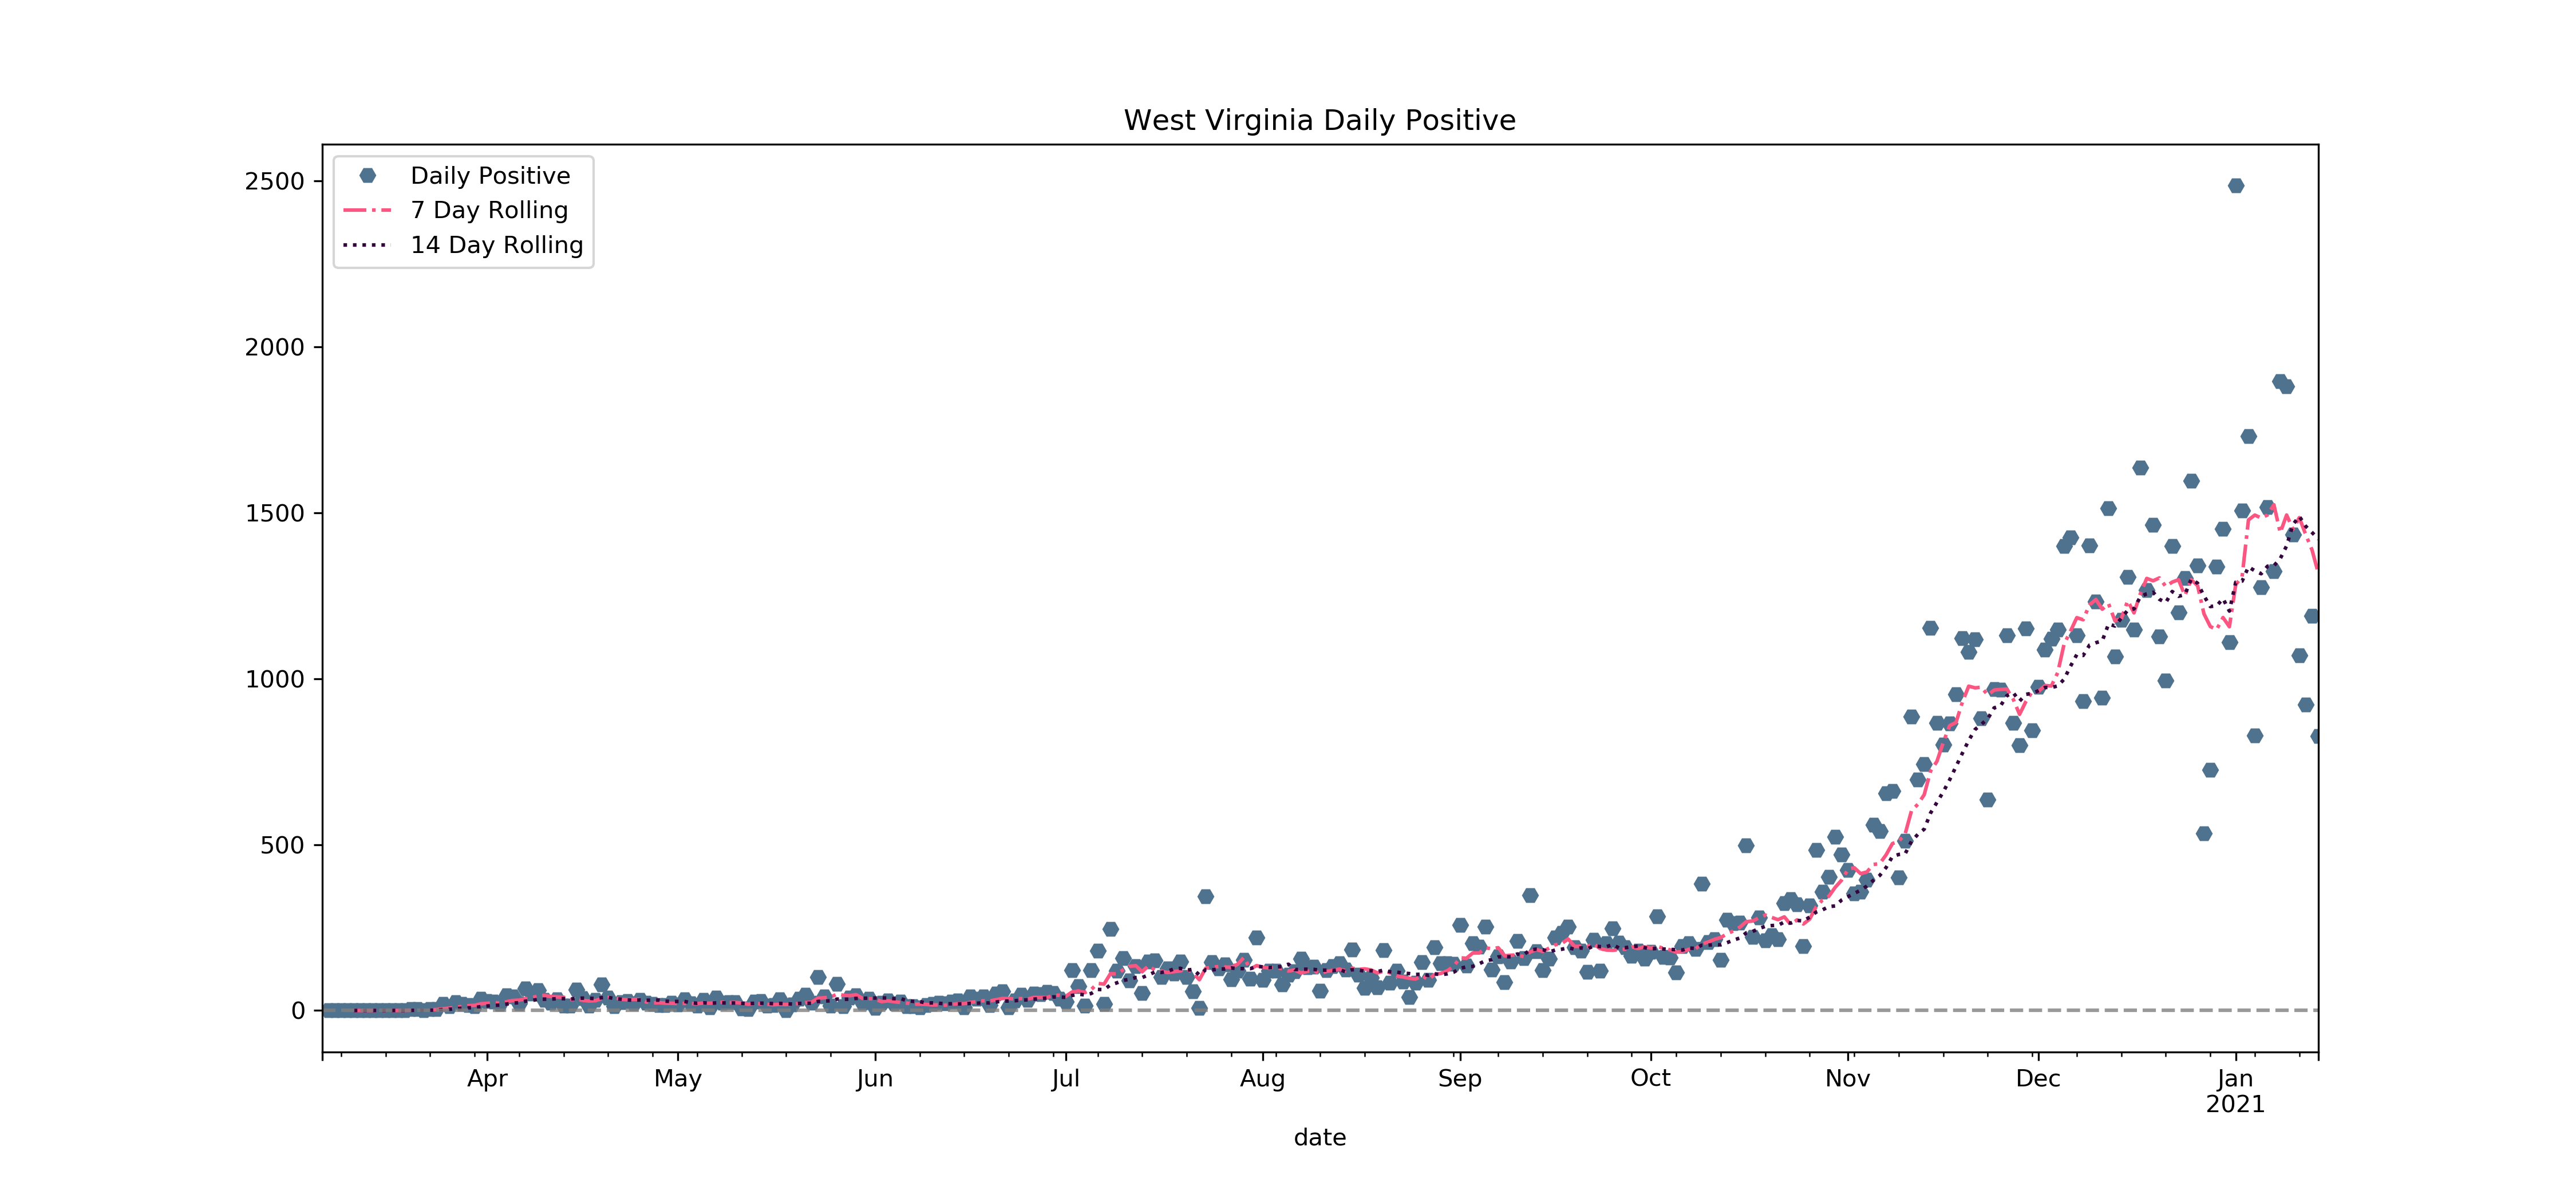 West Virginia Daily Positive
Daily Positive
7 Day Rolling
14 Day Rolling
2500
2000
1500
1000
500
0
Apr May Jun Jul Aug Sep Oct Nov Dec Jan
2021
date